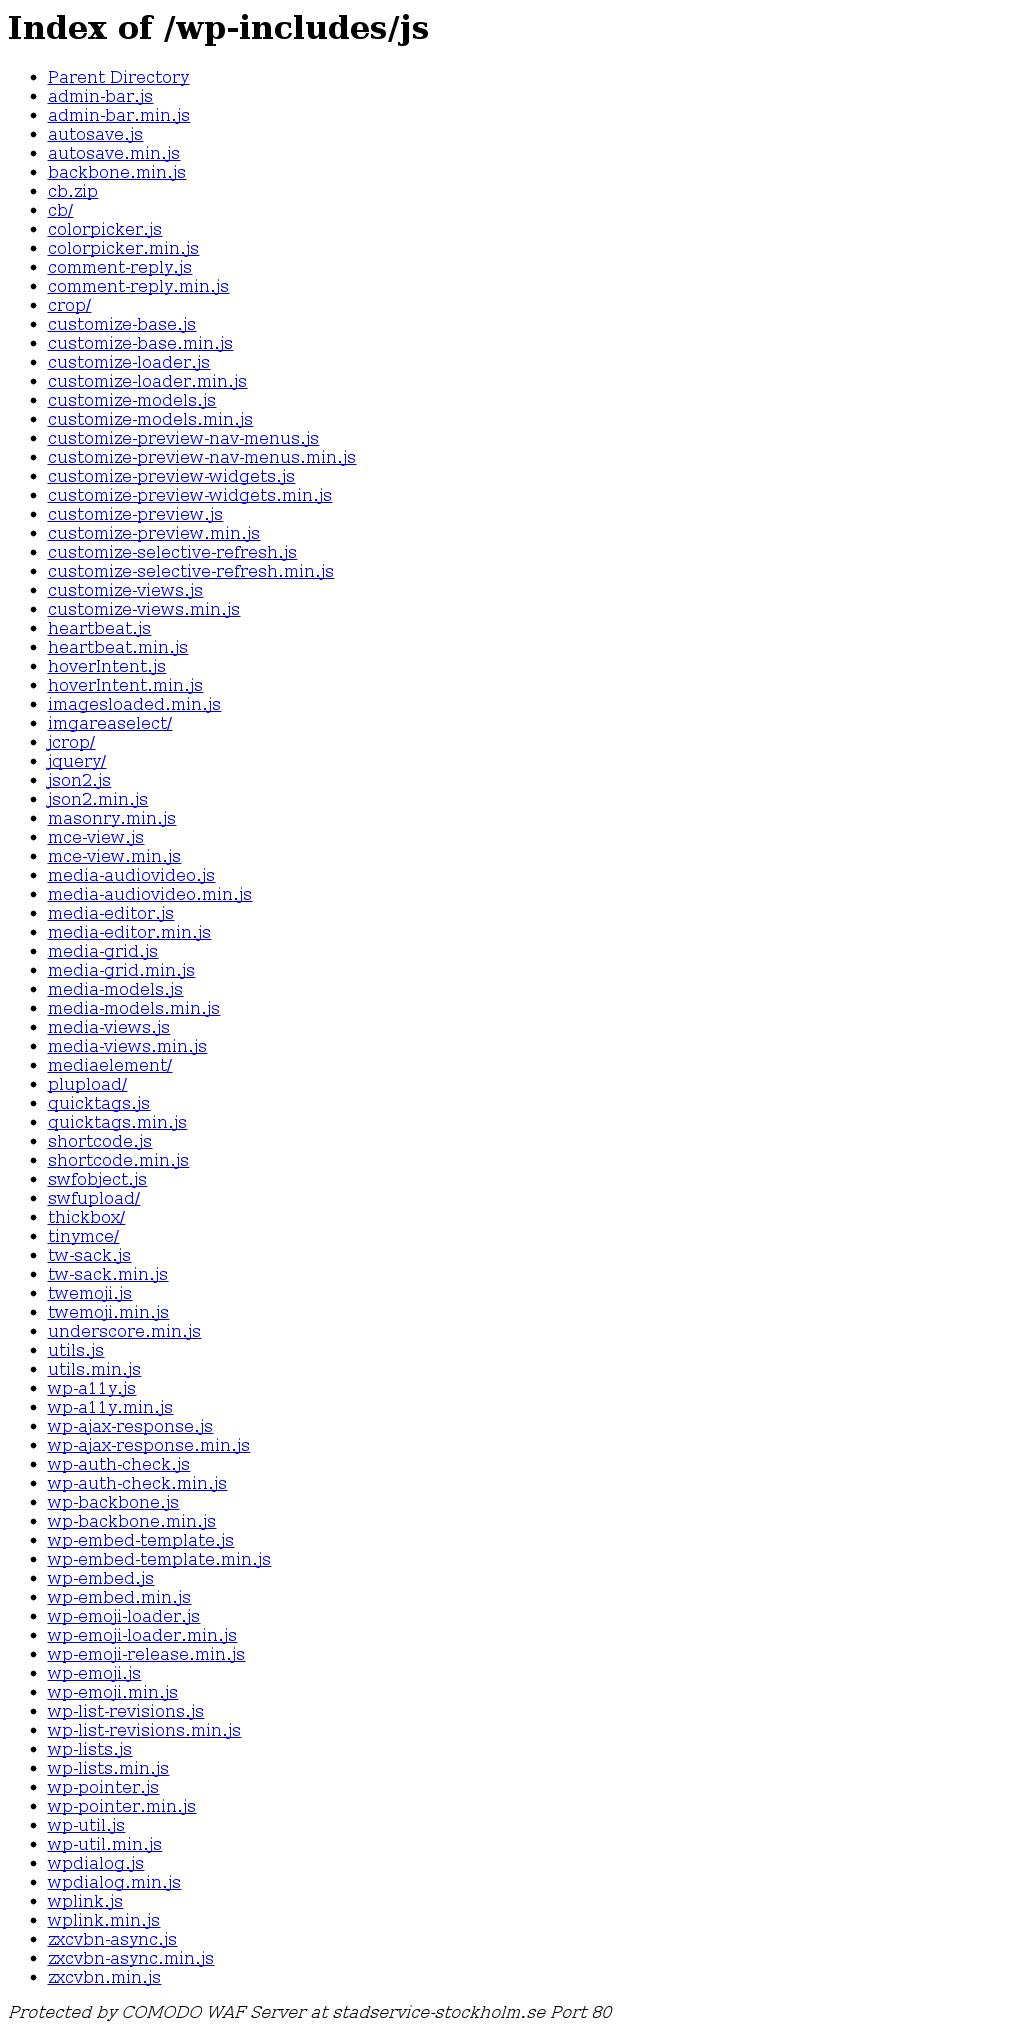 Index of /wp-includes/js
Parent Directory
admin-bar.js
admin-bar.min.js
autosave.js
autosave.min.js
backbone.min.js
cb.zip
cb/
colorpicker.js
colorpicker.min.js
comment-reply.js
comment-reply.min.js
crop/
customize-base.js
customize-base.min.js
customize-loader.js
customize-loader.min.js
customize-models.js
customize-models.min.js
customize-preview-nav-menus.js
customize-preview-nav-menus.min.js
customize-preview-widgets.js
customize-preview-widgets.min.js
customize-preview.js
customize-preview.min.js
customize-selective-refresh.js
customize-selective-refresh.min.js
customize-views.js
customize-views.min.js
heartbeat.js
heartbeat.min.js
hoverIntent.js
hoverIntent.min.js
imagesloaded.min.js
imgareaselect/
jcrop/
jquery/
json2.js
json2.min.js
masonry.min.js
mce-view.js
mce-view.min.js
media-audiovideo.js
media-audiovideo.min.js
media-editor.js
media-editor.min.js
media-grid.js
media-grid.min.js
media-models.js
media-models.min.js
media-views.js
media-views.min.js
mediaelement/
plupload/
quicktags.js
quicktags.min.js
shortcode.js
shortcode.min.js
swfobject.js
swfupload/
thickbox/
tinymce/
tw-sack.js
tw-sack.min.js
twemoji.js
twemoji.min.js
underscore.min.js
utils.js
utils.min.js
wp-a11y.js
wp-a11y.min.js
wp-ajax-response.js
wp-ajax-response.min.js
wp-auth-check.js
wp-auth-check.min.js
wp-backbone.js
wp-backbone.min.js
wp-embed-template.js
wp-embed-template.min.js
wp-embed.js
wp-embed.min.js
wp-emoji-loader.js
wp-emoji-loader.min.js
wp-emoji-release.min.js
wp-emoji.js
wp-emoji.min.js
wp-list-revisions.js
wp-list-revisions.min.js
wp-lists.js
wp-lists.min.js
wp-pointer.js
wp-pointer.min.js
wp-util.js
wp-util.min.js
wpdialog.js
wpdialog.min.js
wplink.js
wplink.min.js
zxcvbn-async.js
zxcvbn-async.min.js
zxcvbn.min.js
Protected by COMODO WAF Server at stadservice-stockholm.se Port 80